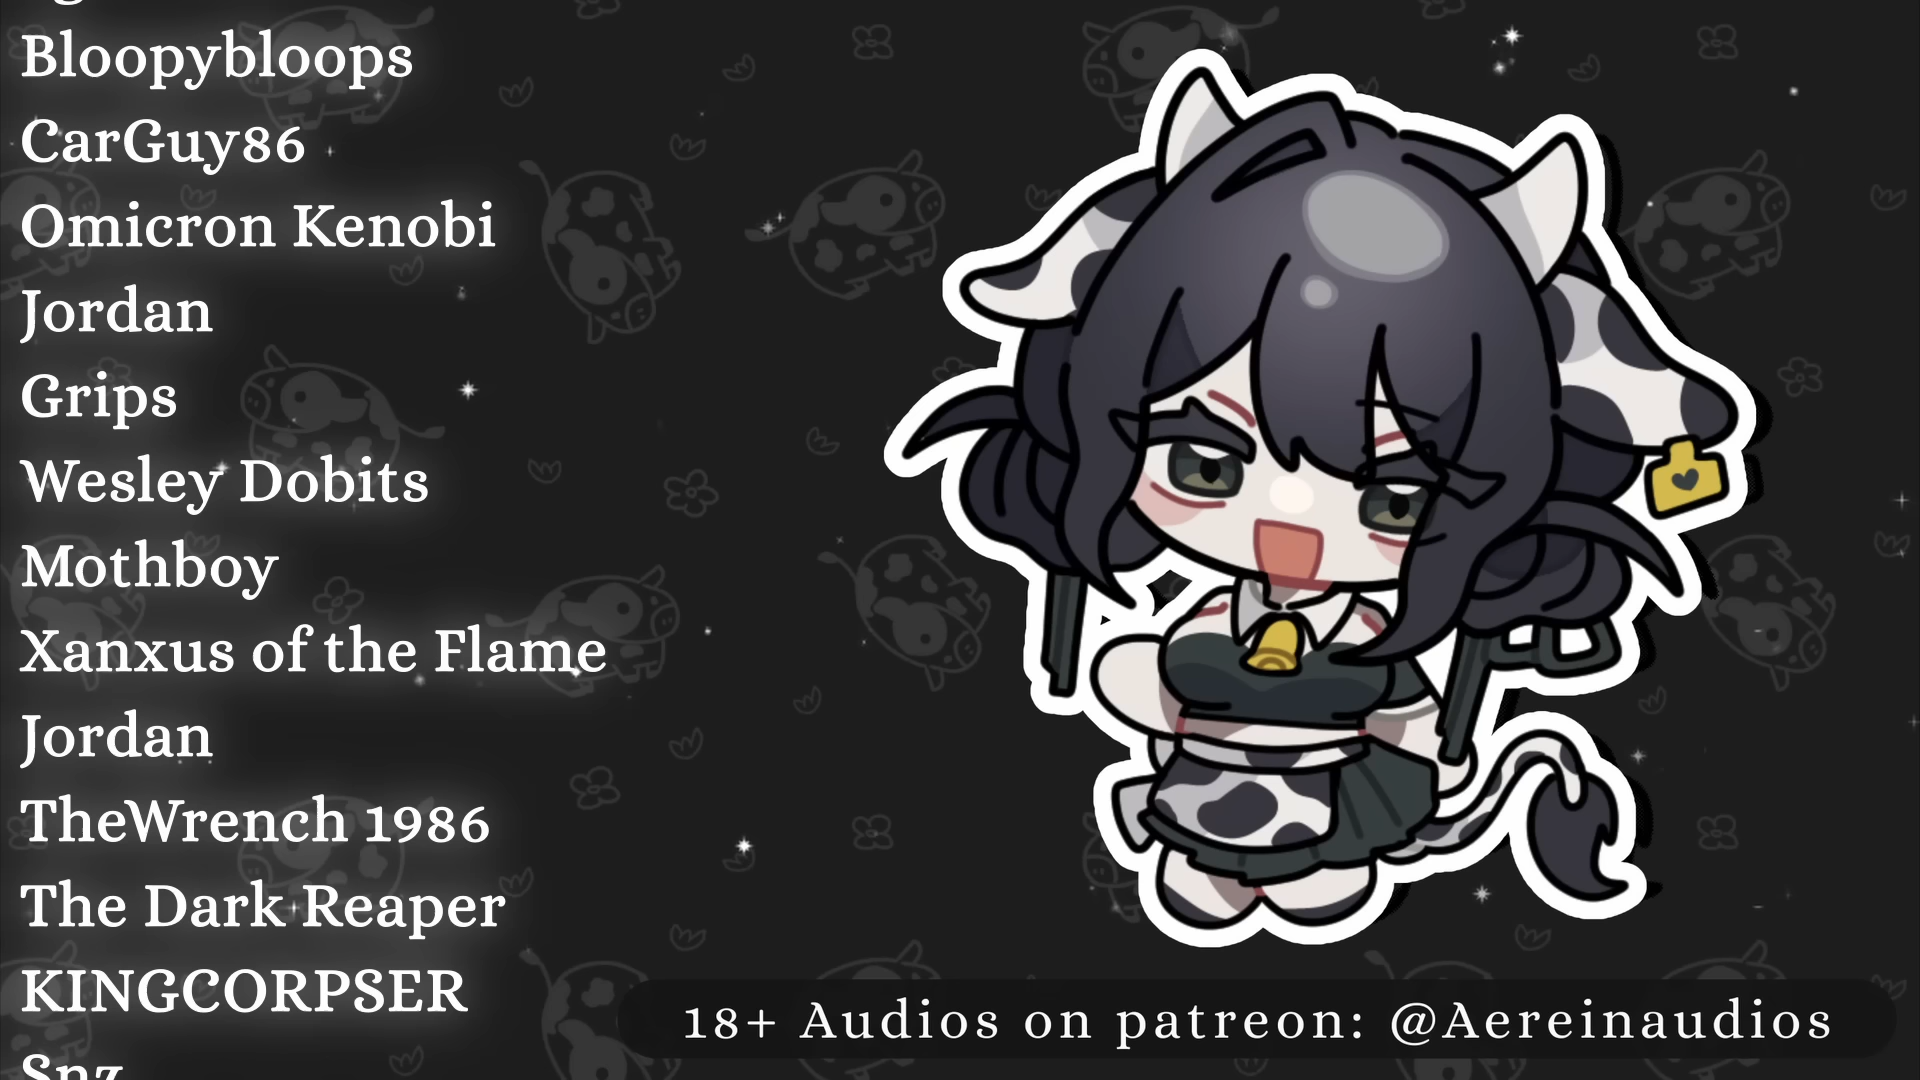 Bloopybloops
CarGuy86
Omicron Kenobi
Jordan
Grips
Wesley Dobits
Mothboy
Xanxus of the Flame
Jordan
TheWrench 1986
The Dark Reaper
KINGCORPSER
Snz
18+ Audios on patreon: @Aereinaudios